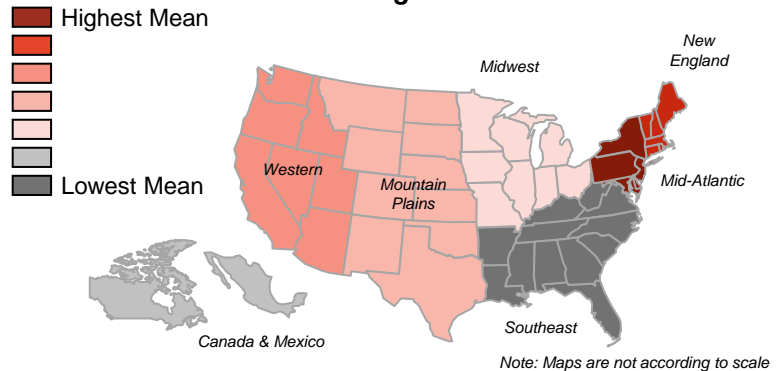 Highest Mean
Lowest Mean
Midwest
New
England
Western
Mountain
Plains
Mid-Atlantic
Southeast
Canada & Mexico
Note: Maps are not according to scale